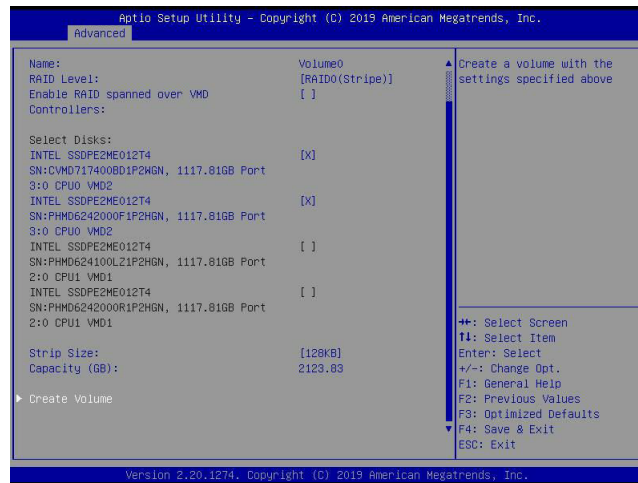 Aptio Setup Utility – Copyright (C) 2019 American Megatrends, Inc.
Advanced
Name: Volume0
RAID Level: [RAID0(Stripe)]
Enable RAID spanned over VMD [ ]
Controllers:
Select Disks:
INTEL SSDPE2ME012T4 [X]
SN:CVMD717400BD1P2WGN, 1117.81GB Port
3:0 CPU0 VMD2
INTEL SSDPE2ME012T4 [X]
SN:PHMD6242000F1P2HGN, 1117.81GB Port
3:0 CPU0 VMD2
INTEL SSDPE2ME012T4 [ ]
SN:PHMD624100LZ1P2HGN, 1117.81GB Port
2:0 CPU1 VMD1
INTEL SSDPE2ME012T4 [ ]
SN:PHMD6242000R1P2HGN, 1117.81GB Port
2:0 CPU1 VMD1
Strip Size: [128KB]
Capacity (GB): 2123.83
Create Volume
Create a volume with the
settings specified above
→←: Select Screen
↑↓: Select Item
Enter: Select
+/-: Change Opt.
F1: General Help
F2: Previous Values
F3: Optimized Defaults
F4: Save & Exit
ESC: Exit
Version 2.20.1274. Copyright (C) 2019 American Megatrends, Inc.